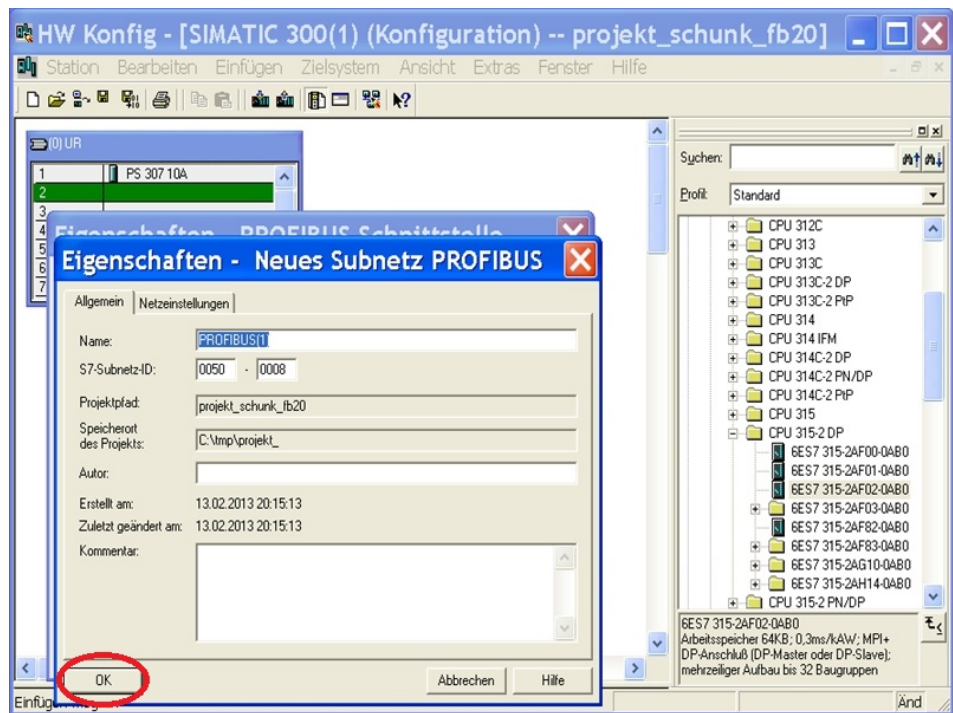 HW Konfig - [SIMATIC 300(1) (Konfiguration) -- projekt_schunk_fb20]
Station Bearbeiten Einfügen Zielsystem Ansicht Extras Fenster Hilfe
(0) UR
1 PS 307 10A
2
3
4
5
6
7
Eigenschaften - PROFIBUS Schnittstelle
Eigenschaften - Neues Subnetz PROFIBUS
Allgemein Netzeinstellungen
Name: PROFIBUS(1)
S7-Subnetz-ID: 0050 - 0008
Projektpfad: projekt_schunk_fb20
Speicherort
des Projekts: C:\tmp\projekt_
Autor:
Erstellt am: 13.02.2013 20:15:13
Zuletzt geändert am: 13.02.2013 20:15:13
Kommentar:
OK Abbrechen Hilfe
Suchen:
Profil: Standard
CPU 312C
CPU 313
CPU 313C
CPU 313C-2 DP
CPU 313C-2 PtP
CPU 314
CPU 314 IFM
CPU 314C-2 DP
CPU 314C-2 PN/DP
CPU 314C-2 PtP
CPU 315
CPU 315-2 DP
6ES7 315-2AF00-0AB0
6ES7 315-2AF01-0AB0
6ES7 315-2AF02-0AB0
6ES7 315-2AF03-0AB0
6ES7 315-2AF82-0AB0
6ES7 315-2AF83-0AB0
6ES7 315-2AG10-0AB0
6ES7 315-2AH14-0AB0
CPU 315-2 PN/DP
6ES7 315-2AF02-0AB0
Arbeitsspeicher 64KB; 0,3ms/kAW; MPI+
DP-Anschluß (DP-Master oder DP-Slave);
mehrzeiliger Aufbau bis 32 Baugruppen
Änd